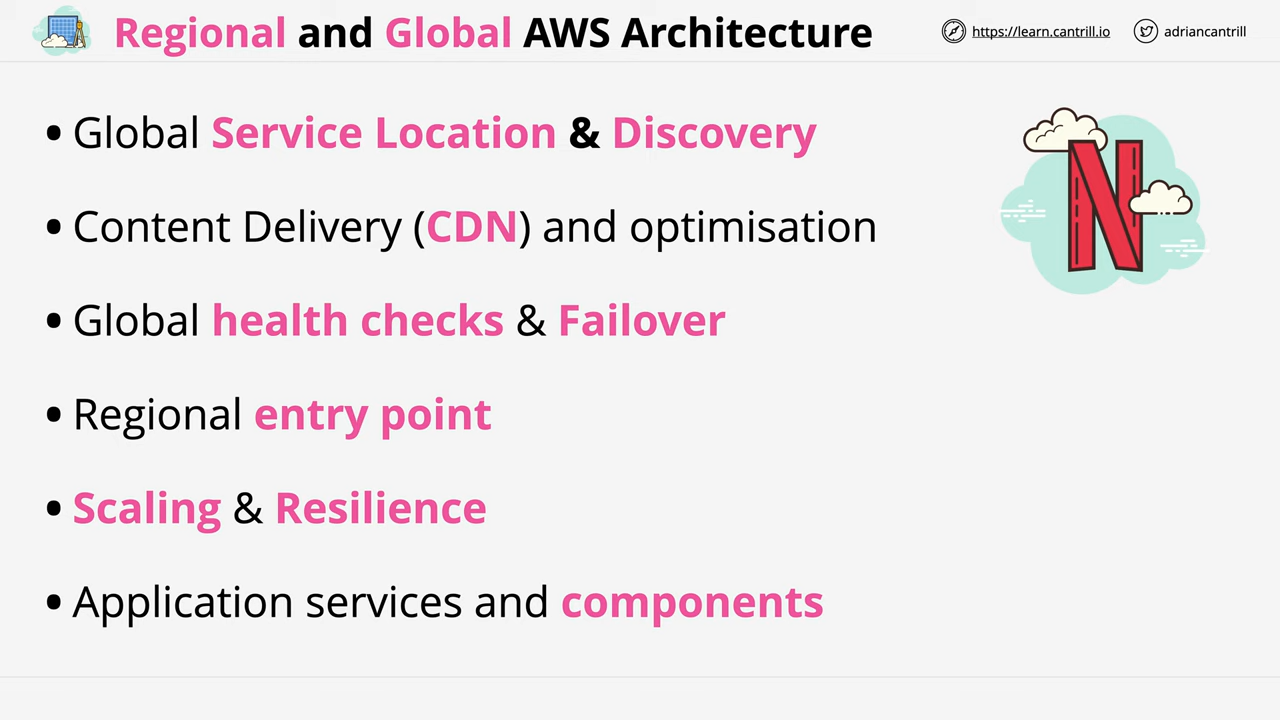 Regional and Global AWS Architecture
https://learn.cantrill.io
adriancantrill
• Global Service Location & Discovery
• Content Delivery (CDN) and optimisation
• Global health checks & Failover
• Regional entry point
• Scaling & Resilience
• Application services and components
N